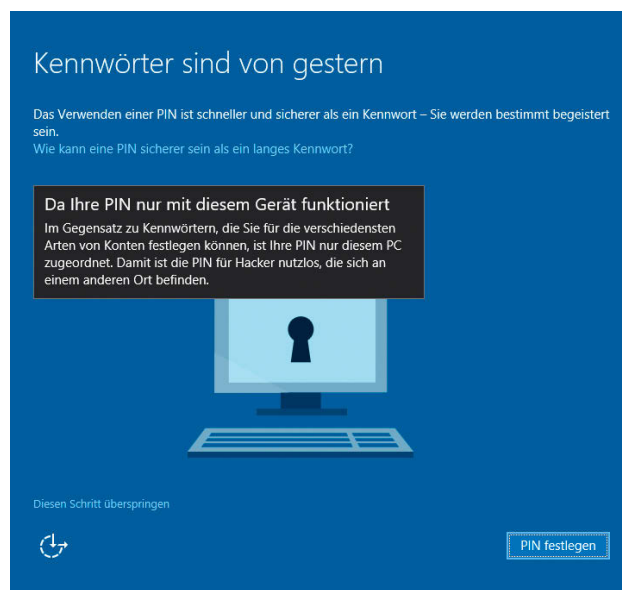 Kennwörter sind von gestern
Das Verwenden einer PIN ist schneller und sicherer als ein Kennwort – Sie werden bestimmt begeistert
sein.
Wie kann eine PIN sicherer sein als ein langes Kennwort?
Da Ihre PIN nur mit diesem Gerät funktioniert
Im Gegensatz zu Kennwörtern, die Sie für die verschiedensten
Arten von Konten festlegen können, ist Ihre PIN nur diesem PC
zugeordnet. Damit ist die PIN für Hacker nutzlos, die sich an
einem anderen Ort befinden.
Diesen Schritt überspringen
PIN festlegen